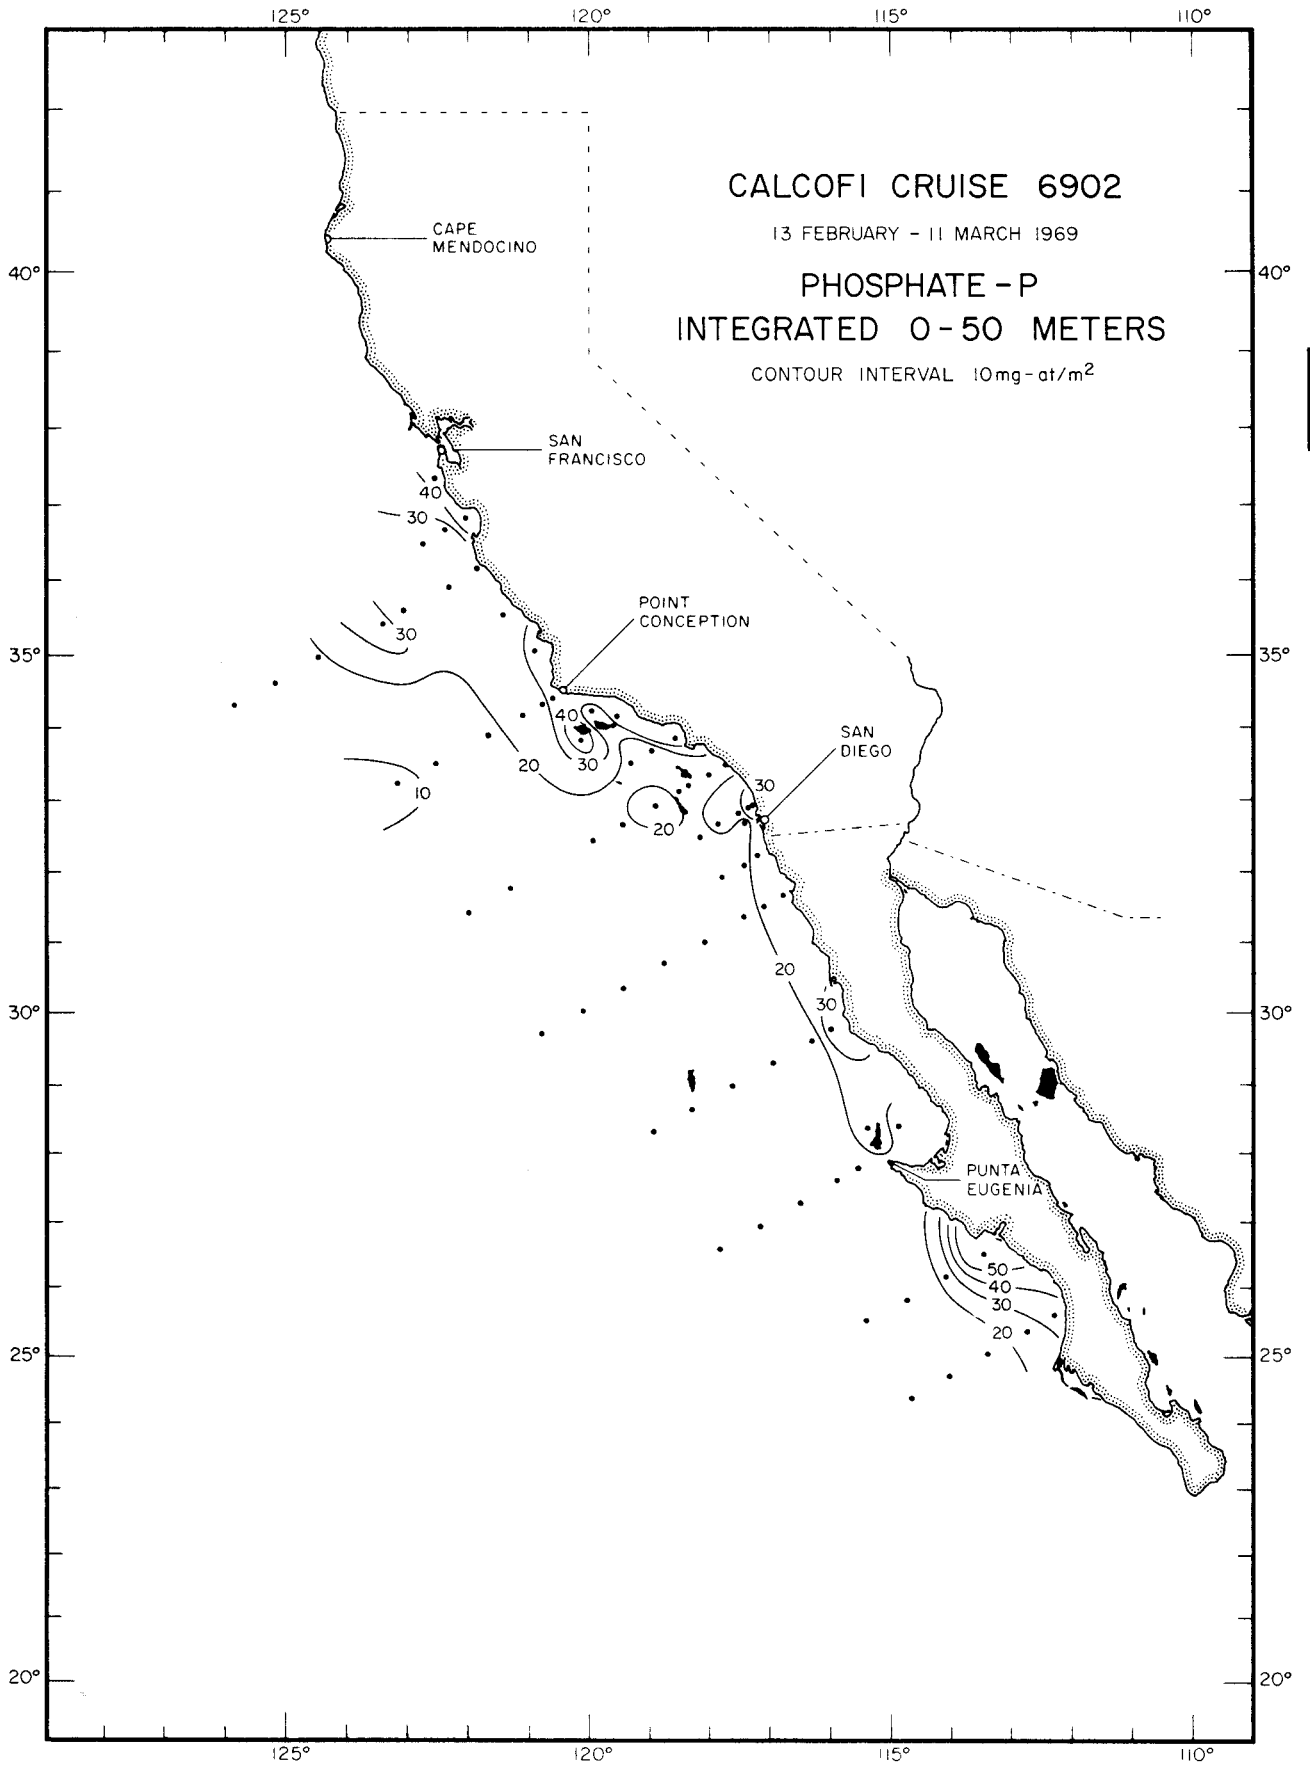 125° 120° 115° 110°
CALCOFI CRUISE 6902
13 FEBRUARY - 11 MARCH 1969
CAPE
MENDOCINO
40° 40°
PHOSPHATE - P
INTEGRATED 0-50 METERS
CONTOUR INTERVAL 10mg-at/m²
SAN
FRANCISCO
40
30
POINT
CONCEPTION
30
35° 35°
40
SAN
DIEGO
20 30
30
10
20
20
30° 30 30°
PUNTA
EUGENIA
50
40
30
20
25° 25°
20° 20°
125° 120° 115° 110°